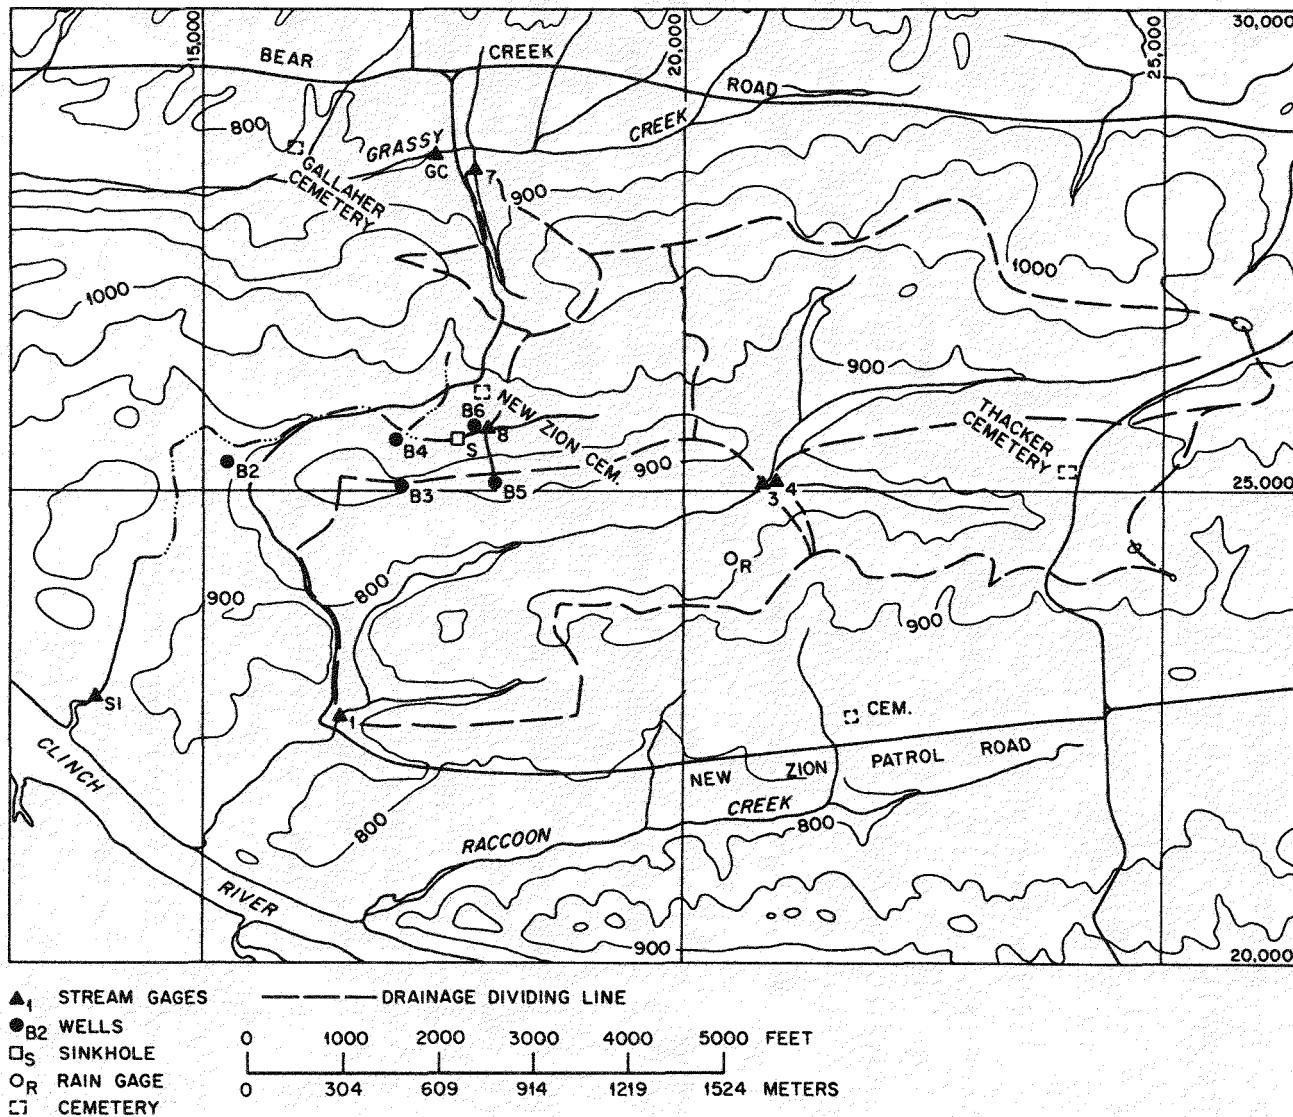 15,000
20,000
25,000
30,000
BEAR CREEK ROAD
800
GRASSY CREEK
GC
7
GALLAHER
CEMETERY
900
1000
1000
900
NEW ZION CEM.
B6
8
B4
S
B2
B3
B5
900
THACKER
CEMETERY
3
4
25,000
R
800
900
900
S1
1
CEM.
CLINCH
RIVER
NEW ZION PATROL ROAD
RACCOON CREEK
800
800
900
20,000
1 STREAM GAGES
DRAINAGE DIVIDING LINE
B2 WELLS
S SINKHOLE
R RAIN GAGE
CEMETERY
0 1000 2000 3000 4000 5000 FEET
0 304 609 914 1219 1524 METERS